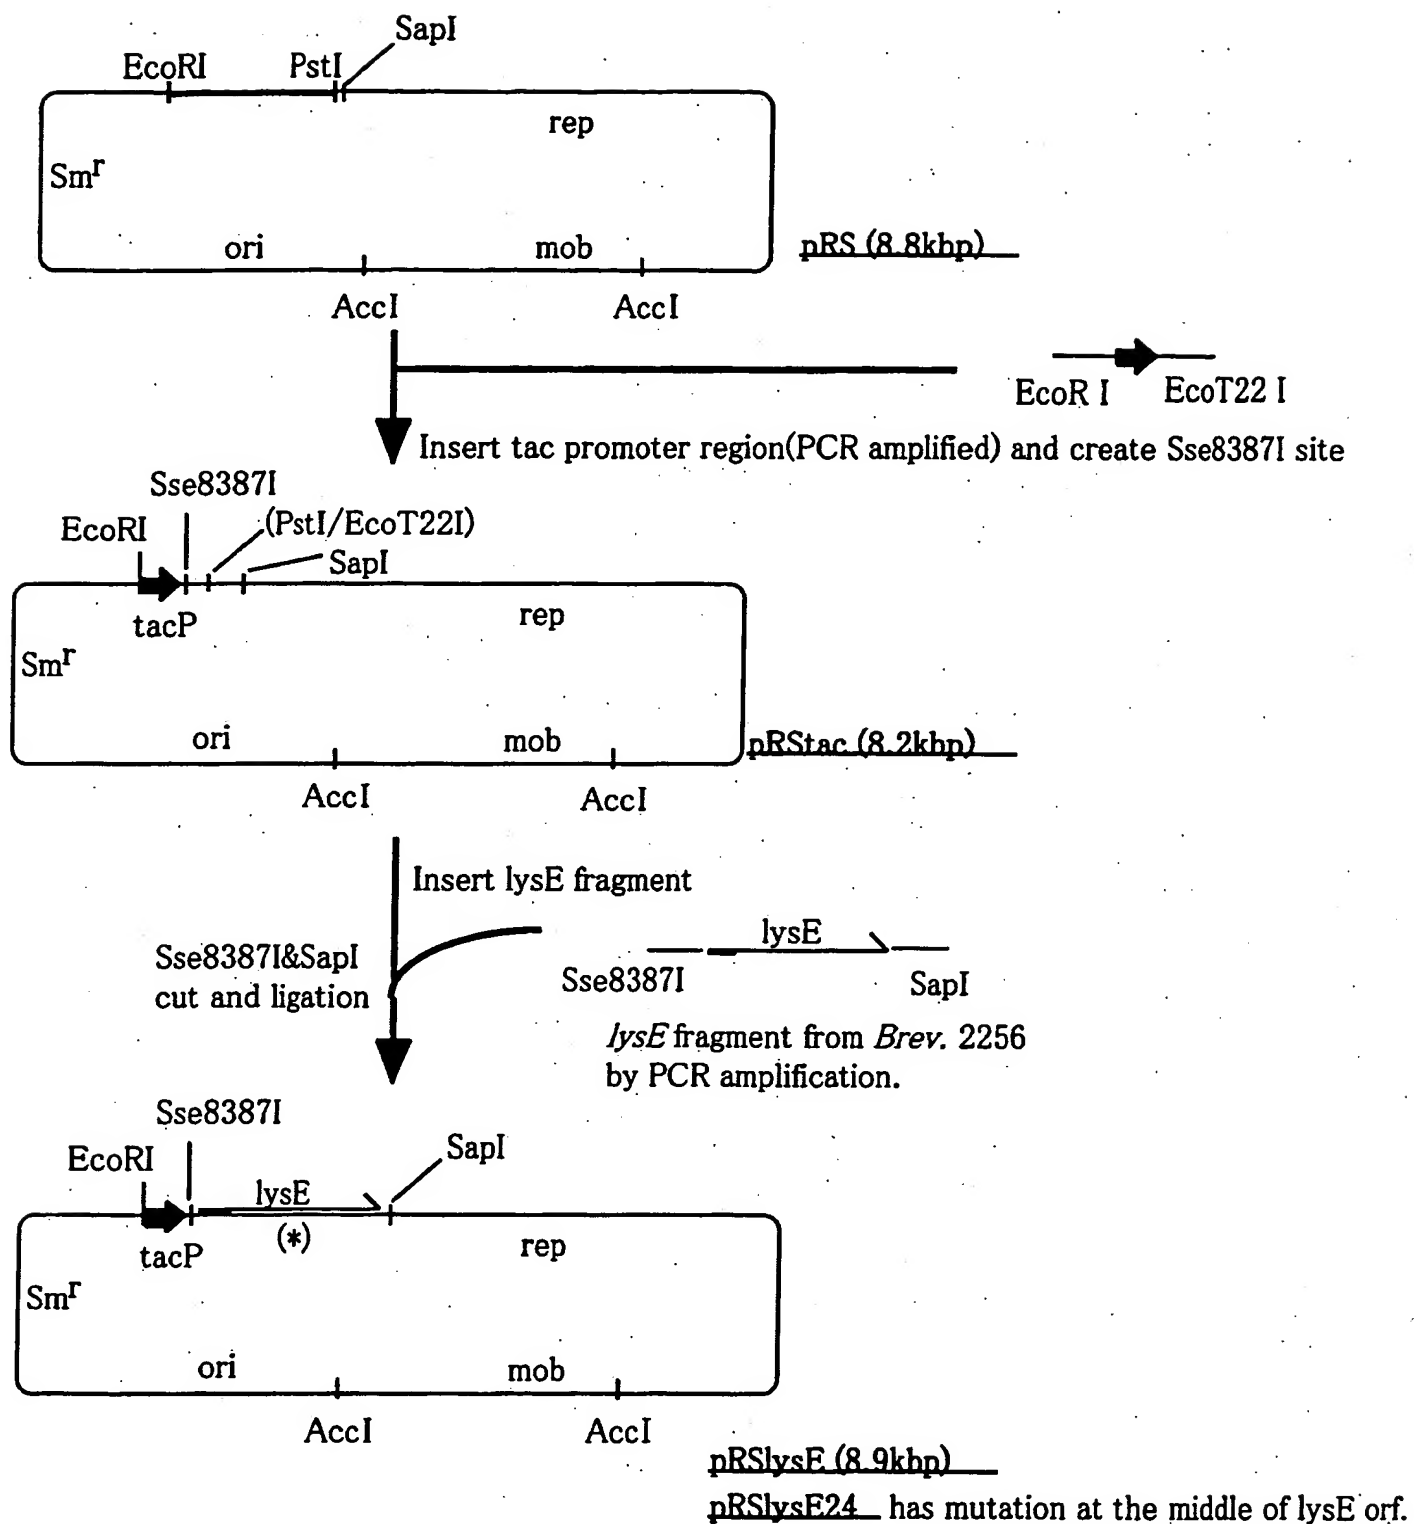 SapI
EcoRI PstI
rep
Smr
ori mob
pRS (8.8kbp)
AccI AccI
EcoR I EcoT22 I
Insert tac promoter region(PCR amplified) and create Sse8387I site
Sse8387I
EcoRI (PstI/EcoT22I)
SapI
tacP rep
Smr
ori mob
pRStac (8.2kbp)
AccI AccI
Insert lysE fragment
Sse8387I&SapI
cut and ligation
lysE
Sse8387I SapI
lysE fragment from Brev. 2256
by PCR amplification.
Sse8387I
EcoRI SapI
lysE
(*)
tacP rep
Smr
ori mob
AccI AccI
pRSlysE (8.9kbp)
pRSlysE24 has mutation at the middle of lysE orf.